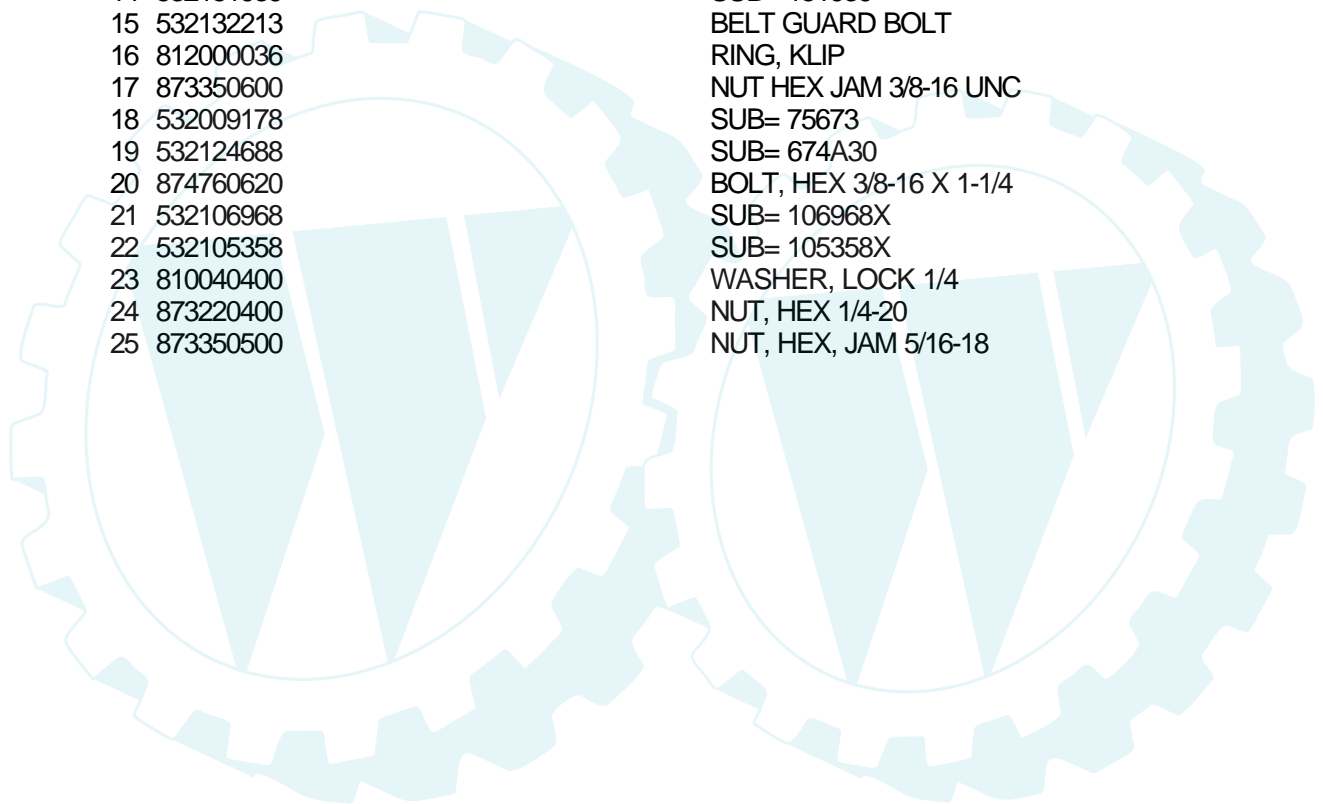 15 532132213 BELT GUARD BOLT
16 812000036 RING, KLIP
17 873350600 NUT HEX JAM 3/8-16 UNC
18 532009178 SUB= 75673
19 532124688 SUB= 674A30
20 874760620 BOLT, HEX 3/8-16 X 1-1/4
21 532106968 SUB= 106968X
22 532105358 SUB= 105358X
23 810040400 WASHER, LOCK 1/4
24 873220400 NUT, HEX 1/4-20
25 873350500 NUT, HEX, JAM 5/16-18